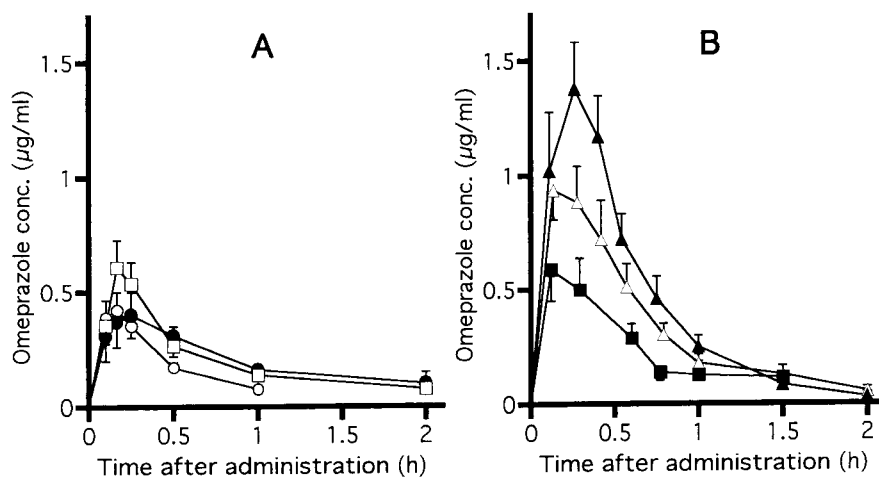 A
Omeprazole conc. (μg/ml)
1.5
1
0.5
0
0 0.5 1 1.5 2
Time after administration (h)
B
Omeprazole conc. (μg/ml)
1.5
1
0.5
0
0 0.5 1 1.5 2
Time after administration (h)